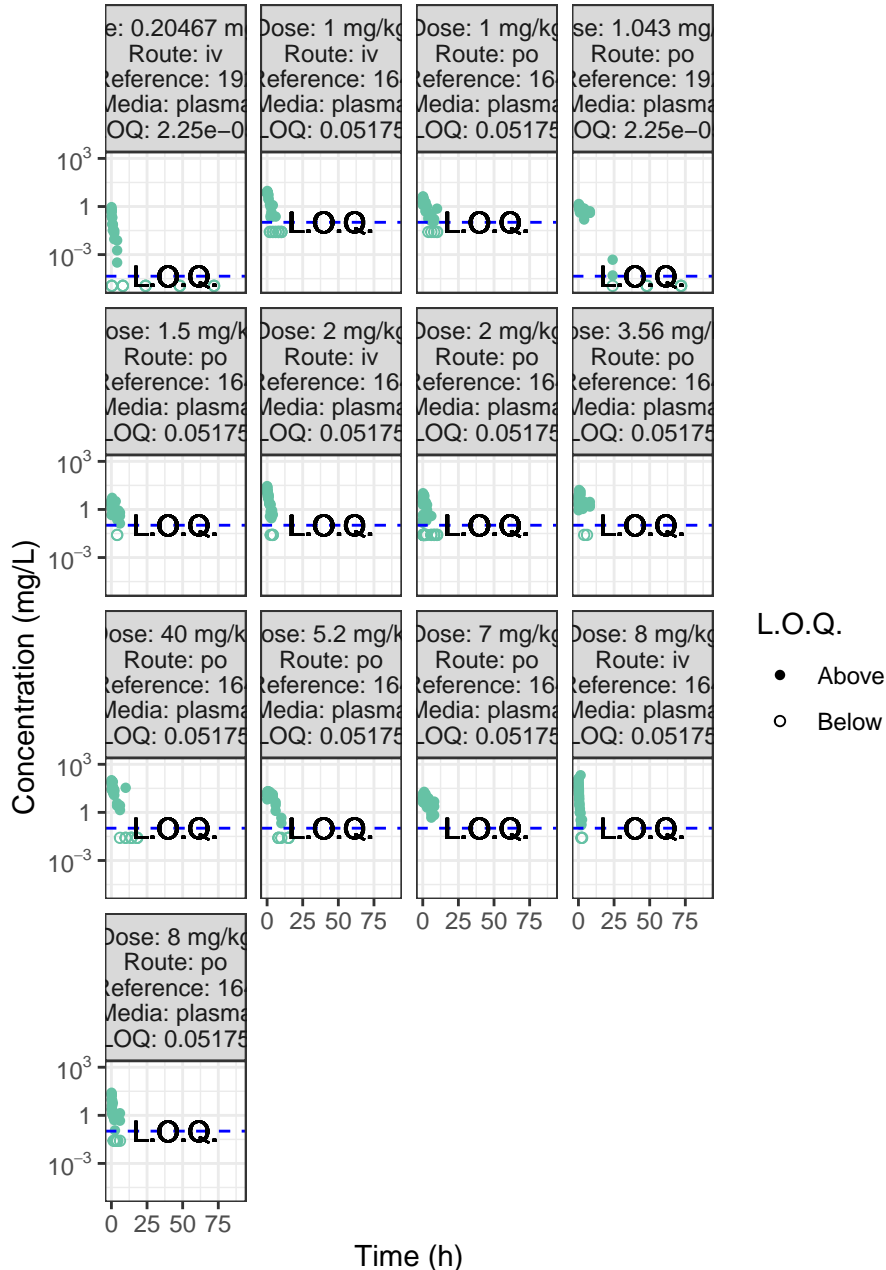 e: 0.20467 m
Route: iv
Reference: 19
Media: plasma
OQ: 2.25e−0
Dose: 1 mg/kg
Route: iv
Reference: 16
Media: plasma
LOQ: 0.05175
Dose: 1 mg/kg
Route: po
Reference: 16
Media: plasma
LOQ: 0.05175
se: 1.043 mg/
Route: po
Reference: 19
Media: plasma
OQ: 2.25e−0
10³
1
10⁻³
L.O.Q.
L.O.Q.
L.O.Q.
L.O.Q.
ose: 1.5 mg/k
Route: po
Reference: 16
Media: plasma
LOQ: 0.05175
Dose: 2 mg/kg
Route: iv
Reference: 16
Media: plasma
LOQ: 0.05175
Dose: 2 mg/kg
Route: po
Reference: 16
Media: plasma
LOQ: 0.05175
ose: 3.56 mg/
Route: po
Reference: 16
Media: plasma
LOQ: 0.05175
10³
1
10⁻³
L.O.Q.
L.O.Q.
L.O.Q.
L.O.Q.
Dose: 40 mg/k
Route: po
Reference: 16
Media: plasma
LOQ: 0.05175
ose: 5.2 mg/k
Route: po
Reference: 16
Media: plasma
LOQ: 0.05175
Dose: 7 mg/kg
Route: po
Reference: 16
Media: plasma
LOQ: 0.05175
Dose: 8 mg/kg
Route: iv
Reference: 16
Media: plasma
LOQ: 0.05175
10³
1
10⁻³
L.O.Q.
L.O.Q.
L.O.Q.
L.O.Q.
0 25 50 75
0 25 50 75
0 25 50 75
Dose: 8 mg/kg
Route: po
Reference: 16
Media: plasma
LOQ: 0.05175
10³
1
10⁻³
L.O.Q.
0 25 50 75
Time (h)
Concentration (mg/L)
L.O.Q.
Above
Below